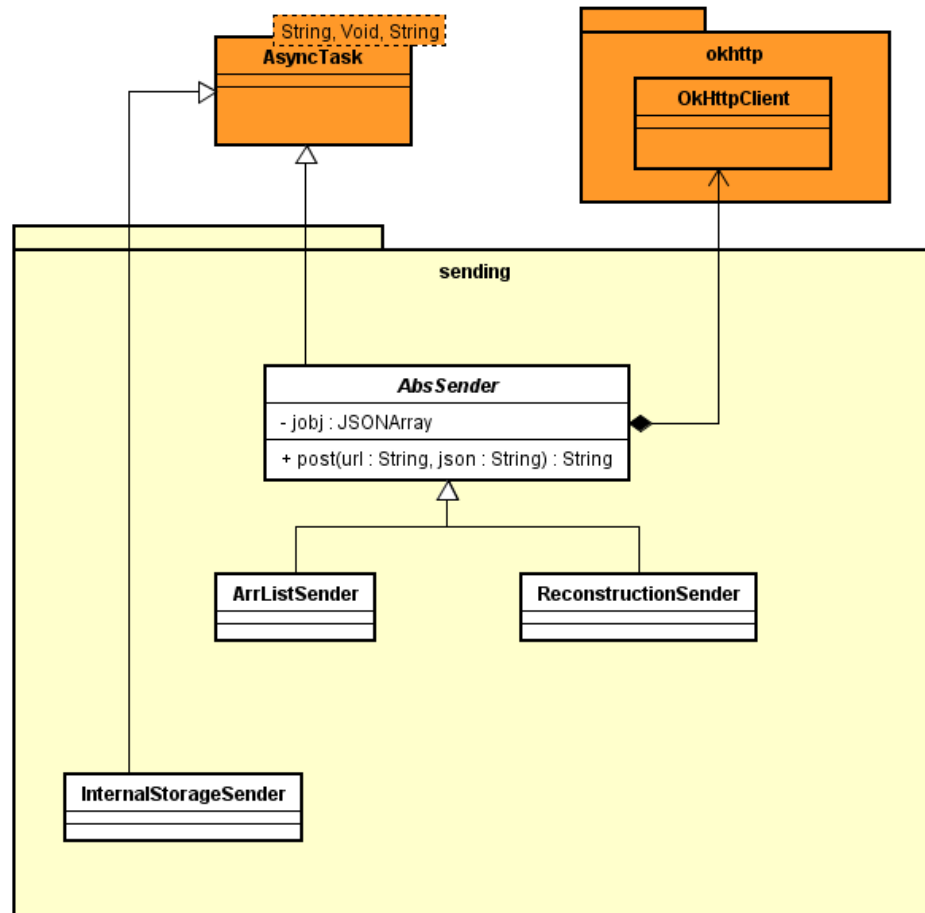 String, Void, String
AsyncTask
okhttp
OkHttpClient
sending
AbsSender
- jobj : JSONArray
+ post(url : String, json : String) : String
ArrListSender
ReconstructionSender
InternalStorageSender